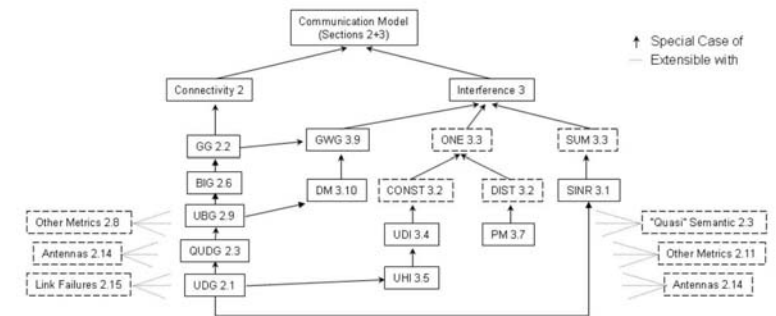 Communication Model
(Sections 2+3)
Special Case of
Extensible with
Connectivity 2
Interference 3
GG 2.2
GWG 3.9
ONE 3.3
SUM 3.3
BIG 2.6
DM 3.10
CONST 3.2
DIST 3.2
SINR 3.1
Other Metrics 2.8
UBG 2.9
"Quasi" Semantic 2.3
UDI 3.4
PM 3.7
Antennas 2.14
QUDG 2.3
Other Metrics 2.11
Link Failures 2.15
UDG 2.1
UHI 3.5
Antennas 2.14